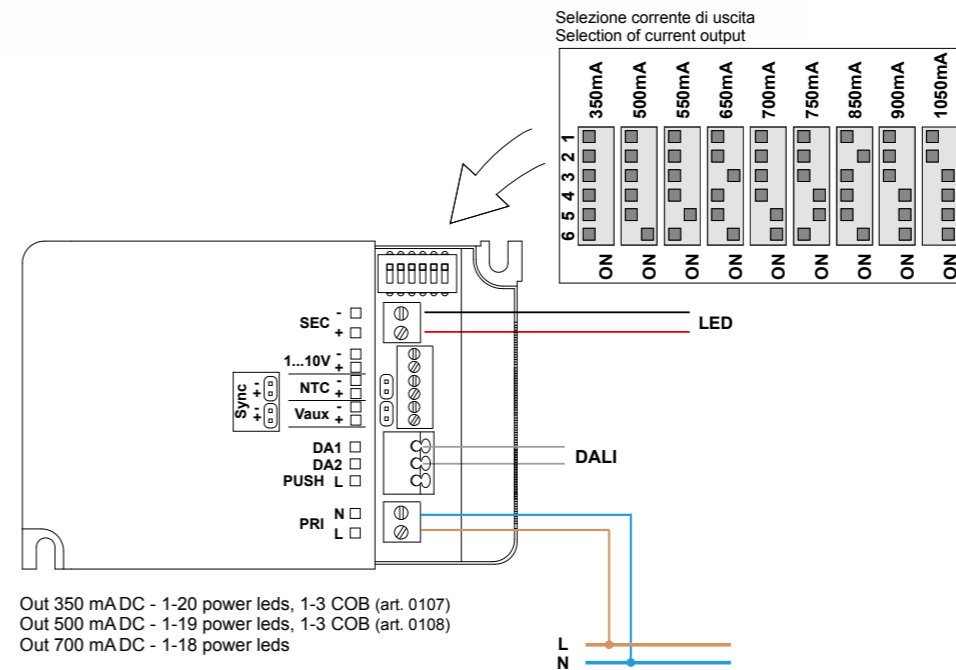 Selezione corrente di uscita
Selection of current output
350mA 500mA 550mA 650mA 700mA 750mA 850mA 900mA 1050mA
1
2
3
4
5
6
ON ON ON ON ON ON ON ON ON
SEC - +
LED
1...10V - +
NTC - +
Vaux - +
Sync + - + -
DA1
DA2
DALI
PUSH L
PRI N
L
Out 350 mA DC - 1-20 power leds, 1-3 COB (art. 0107)
Out 500 mA DC - 1-19 power leds, 1-3 COB (art. 0108)
Out 700 mA DC - 1-18 power leds
L
N